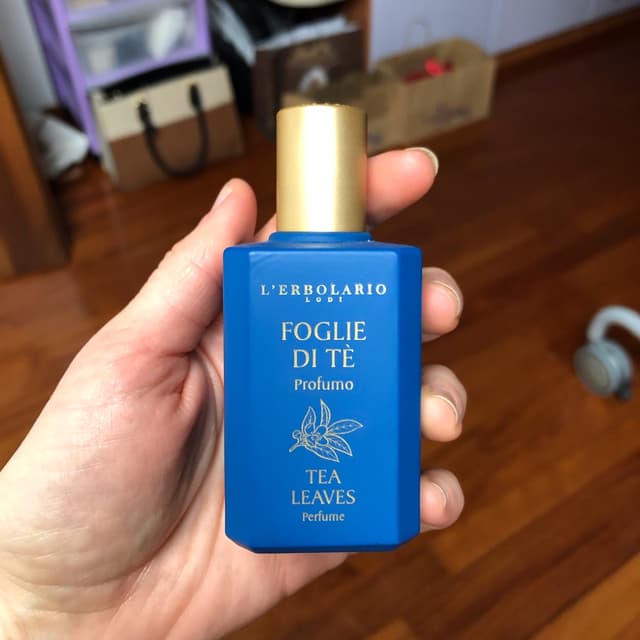 L'ERBOLARIO
LODI
FOGLIE
DI TÈ
Profumo
TEA
LEAVES
Perfume